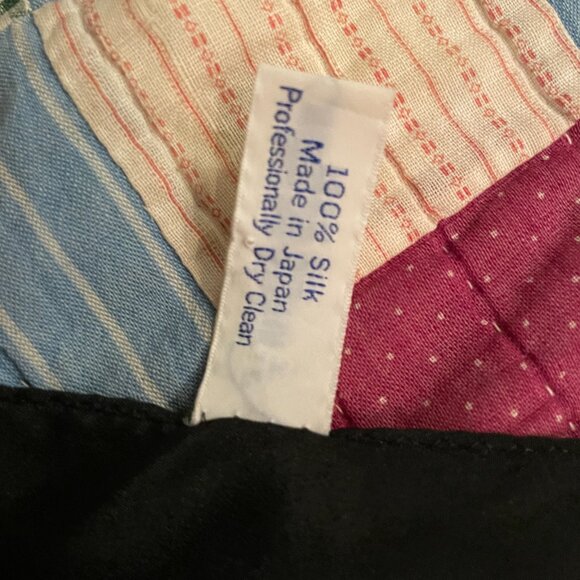 100% Silk
Made in Japan
Professionally Dry Clean